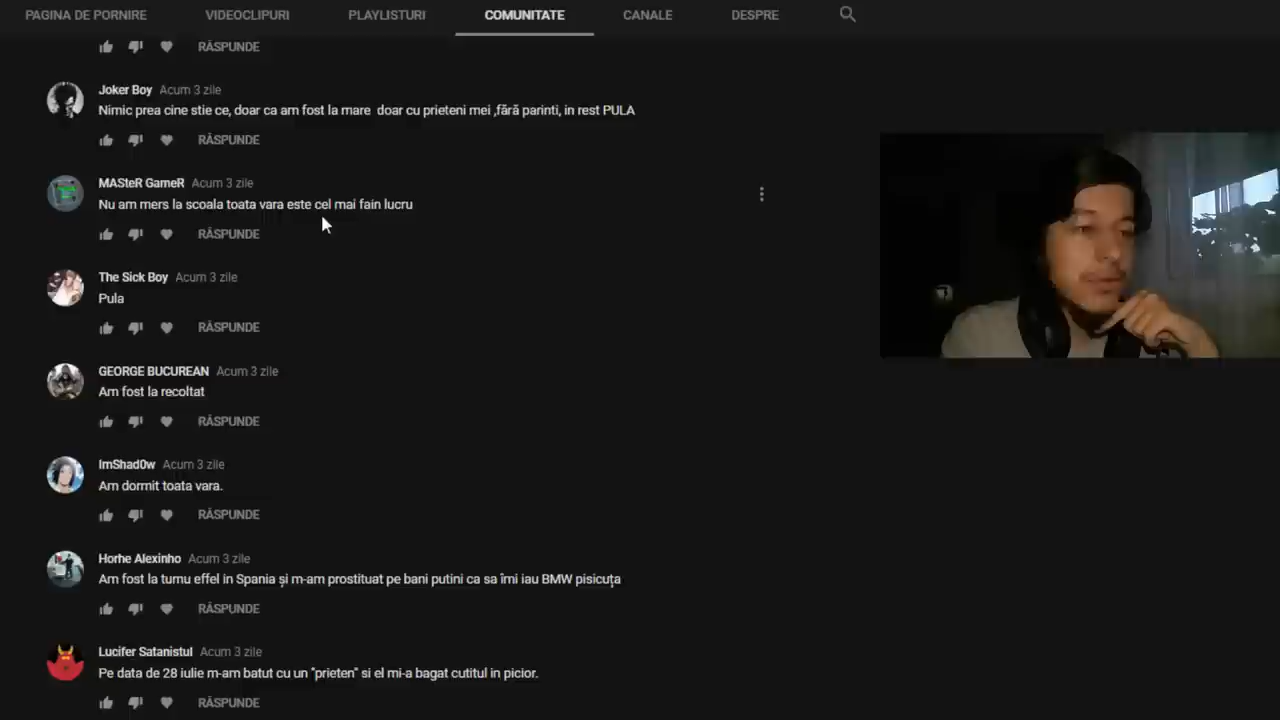 PAGINA DE PORNIRE VIDEOCLIPURI PLAYLISTURI COMUNITATE CANALE DESPRE
RĂSPUNDE
Joker Boy Acum 3 zile
Nimic prea cine stie ce, doar ca am fost la mare doar cu prieteni mei ,fără parinti, in rest PULA
RĂSPUNDE
MASteR GameR Acum 3 zile
Nu am mers la scoala toata vara este cel mai fain lucru
RĂSPUNDE
The Sick Boy Acum 3 zile
Pula
RĂSPUNDE
GEORGE BUCUREAN Acum 3 zile
Am fost la recoltat
RĂSPUNDE
ImShad0w Acum 3 zile
Am dormit toata vara.
RĂSPUNDE
Horhe Alexinho Acum 3 zile
Am fost la turnu effel in Spania și m-am prostituat pe bani putini ca sa îmi iau BMW pisicuța
RĂSPUNDE
Lucifer Satanistul Acum 3 zile
Pe data de 28 iulie m-am batut cu un "prieten" si el mi-a bagat cutitul in picior.
RĂSPUNDE